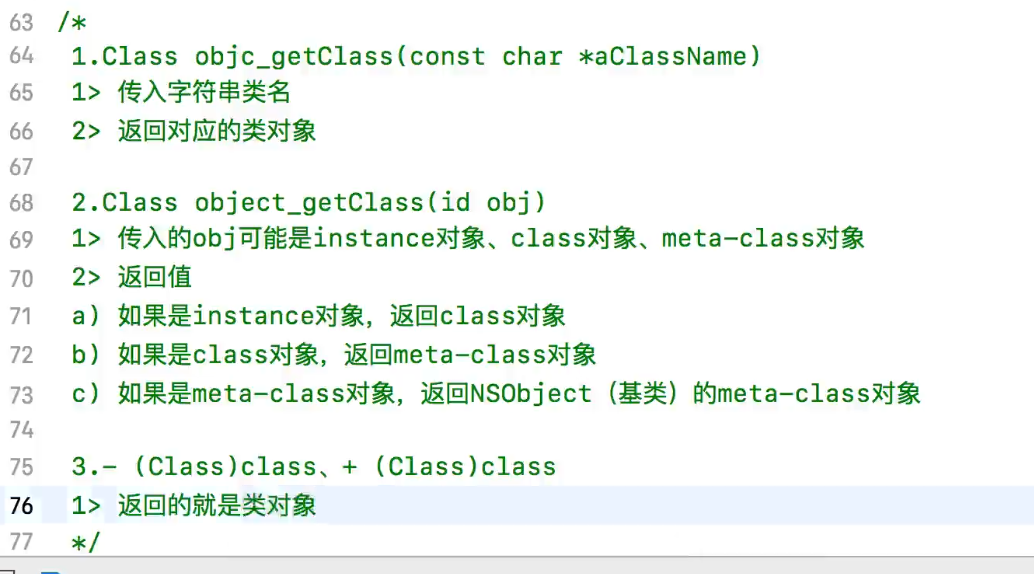 63 /*
64 1.Class objc_getClass(const char *aClassName)
65 1> 传入字符串类名
66 2> 返回对应的类对象
67
68 2.Class object_getClass(id obj)
69 1> 传入的obj可能是instance对象、class对象、meta-class对象
70 2> 返回值
71 a) 如果是instance对象，返回class对象
72 b) 如果是class对象，返回meta-class对象
73 c) 如果是meta-class对象，返回NSObject（基类）的meta-class对象
74
75 3.- (Class)class、+ (Class)class
76 1> 返回的就是类对象
77 */